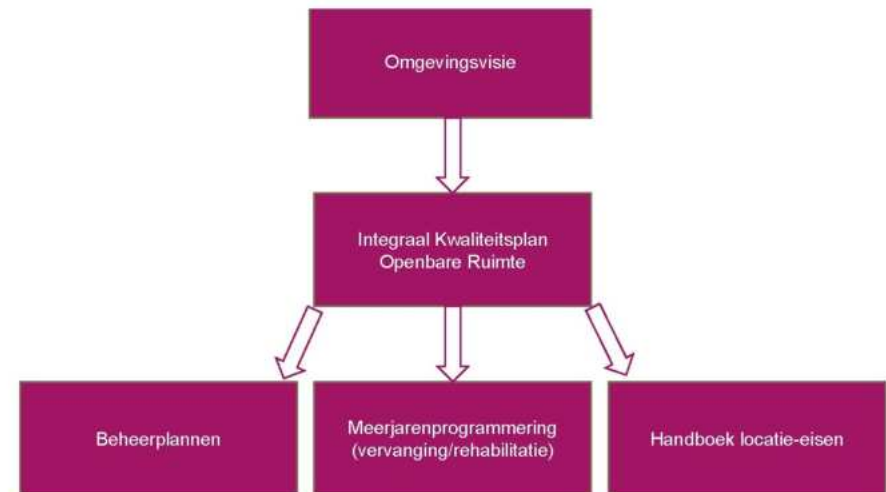 Omgevingsvisie
Integraal Kwaliteitsplan
Openbare Ruimte
Beheerplannen
Meerjarenprogrammering
(vervanging/rehabilitatie)
Handboek locatie-eisen